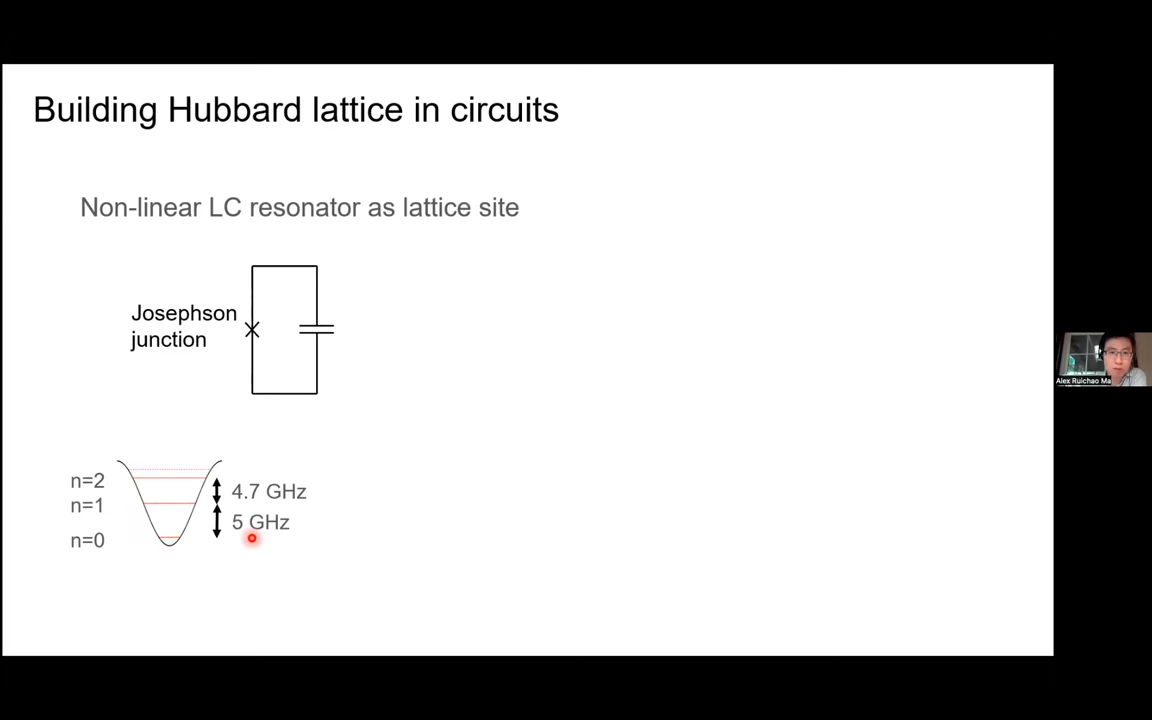 Building Hubbard lattice in circuits
Non-linear LC resonator as lattice site
Josephson
junction
n=2
n=1
n=0
4.7 GHz
5 GHz
Alex Ruichao Ma